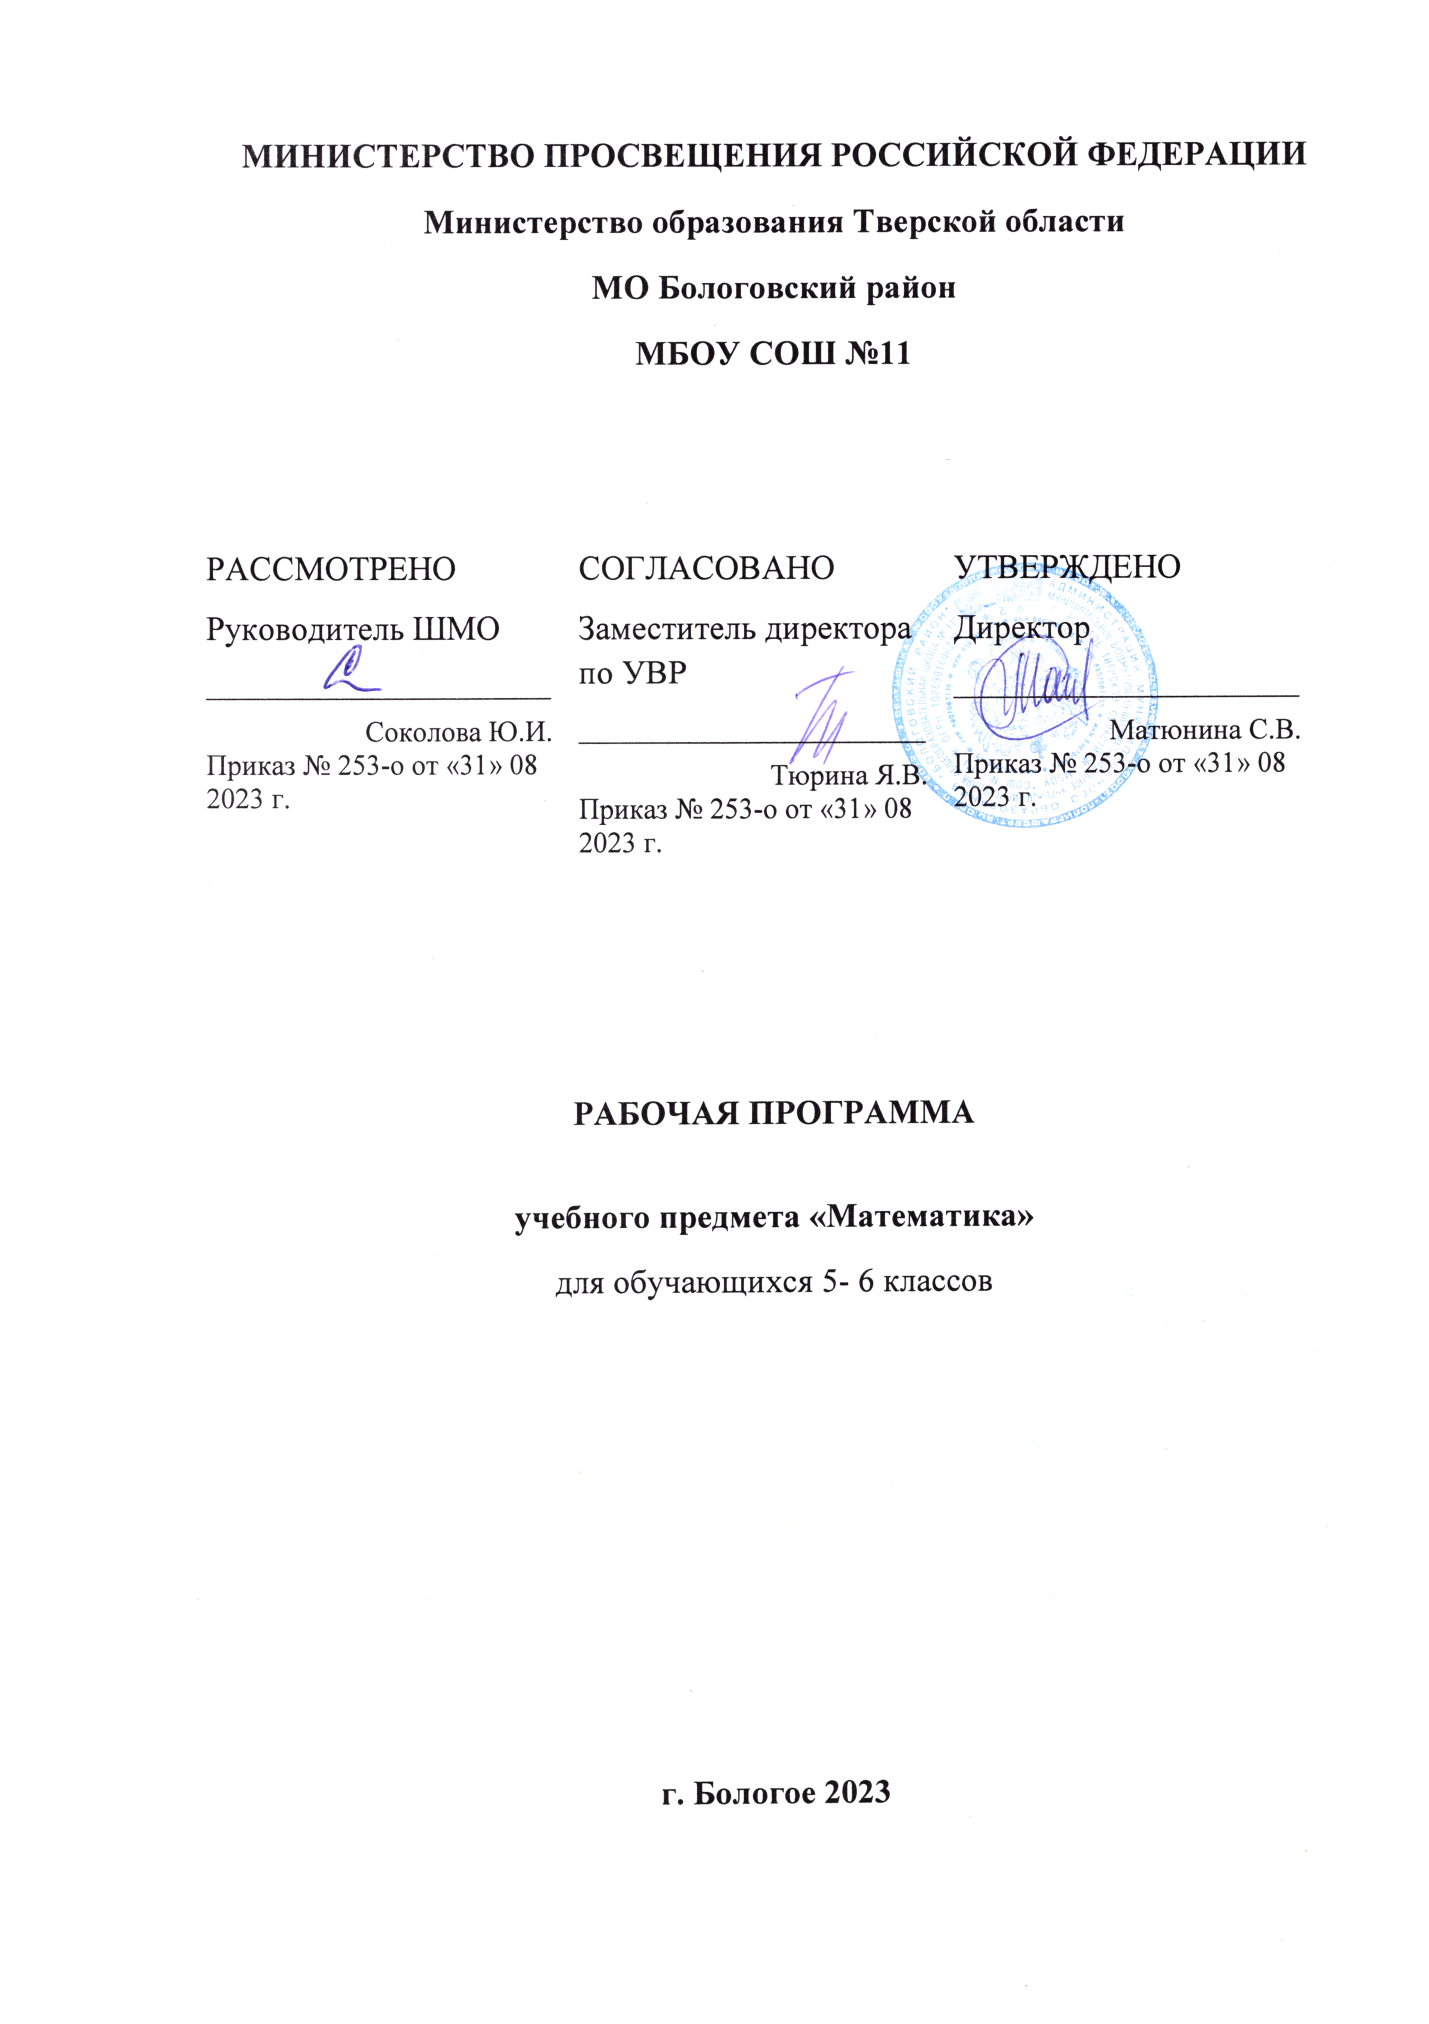 МИНИСТЕРСТВО ПРОСВЕЩЕНИЯ РОССИЙСКОЙ ФЕДЕРАЦИИ
Министерство образования Тверской области
МО Бологовский район
МБОУ СОШ №11
РАССМОТРЕНО
Руководитель ШМО
Соколова Ю.И.
Приказ № 253-о от «31» 08
2023 г.
СОГЛАСОВАНО
Заместитель директора
по УВР
Тюрина Я.В.
Приказ № 253-о от «31» 08
2023 г.
УТВЕРЖДЕНО
Директор
Матюнина С.В.
Приказ № 253-о от «31» 08
2023 г.
РАБОЧАЯ ПРОГРАММА
учебного предмета «Математика»
для обучающихся 5- 6 классов
г. Бологое 2023